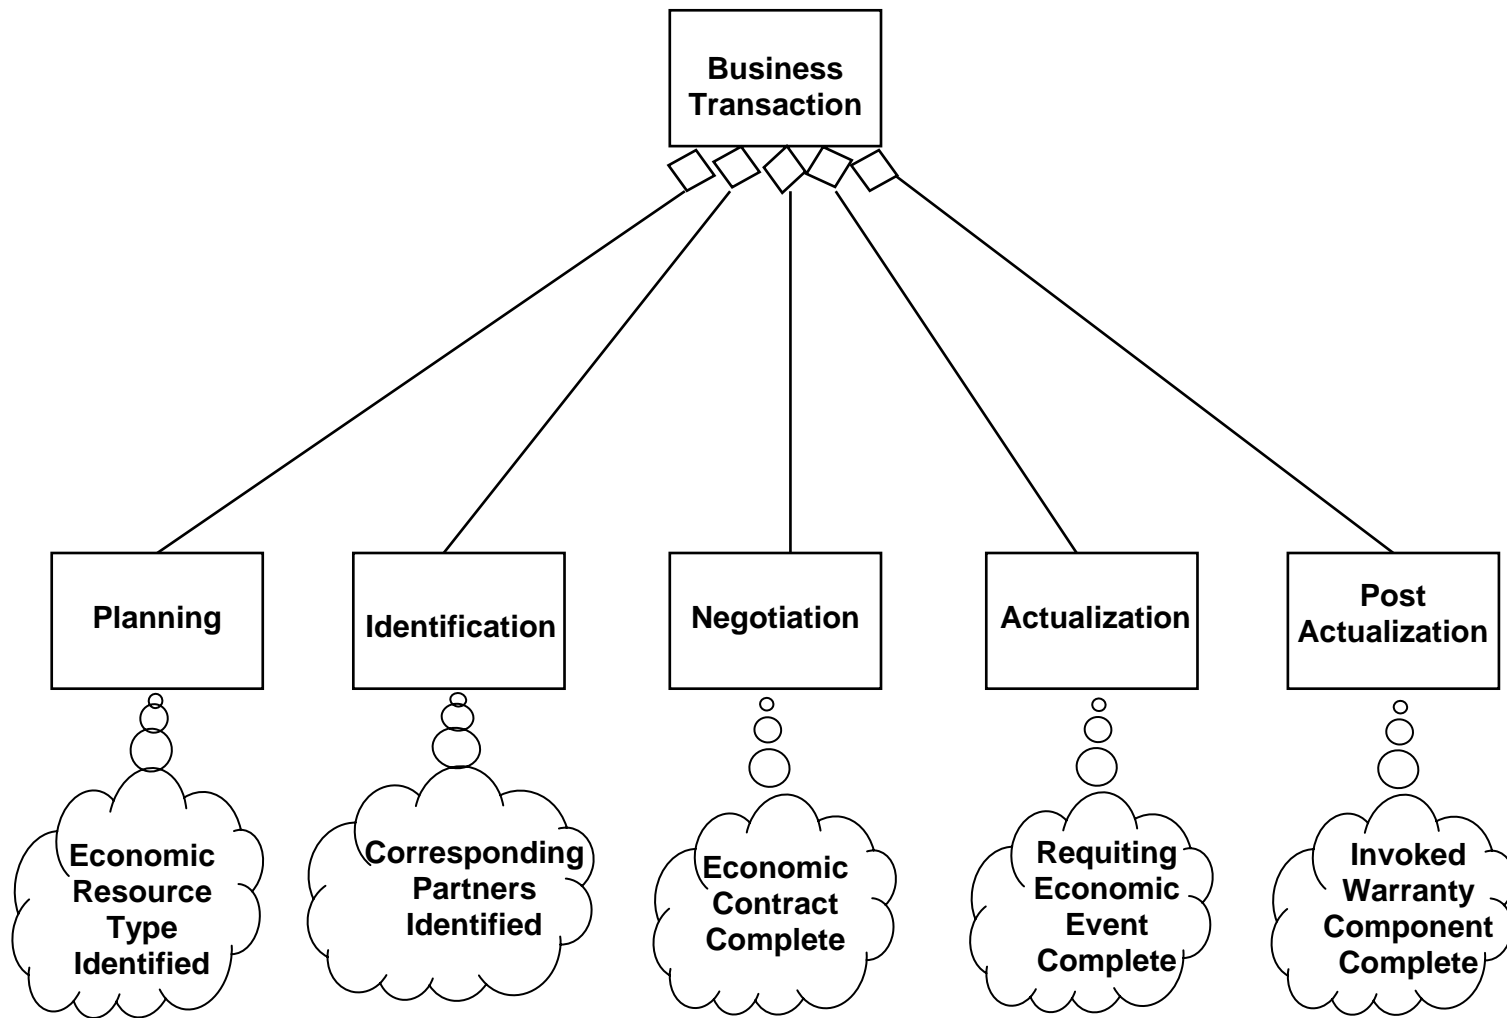 Business
Transaction
Planning
Identification
Negotiation
Actualization
Post
Actualization
Economic
Resource
Type
Identified
Corresponding
Partners
Identified
Economic
Contract
Complete
Requiting
Economic
Event
Complete
Invoked
Warranty
Component
Complete